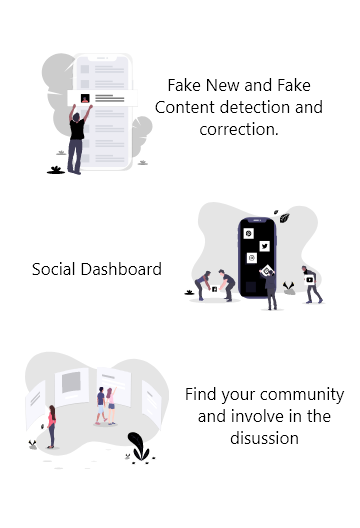 Fake New and Fake
Content detection and
correction.
Social Dashboard
Find your community
and involve in the
disussion